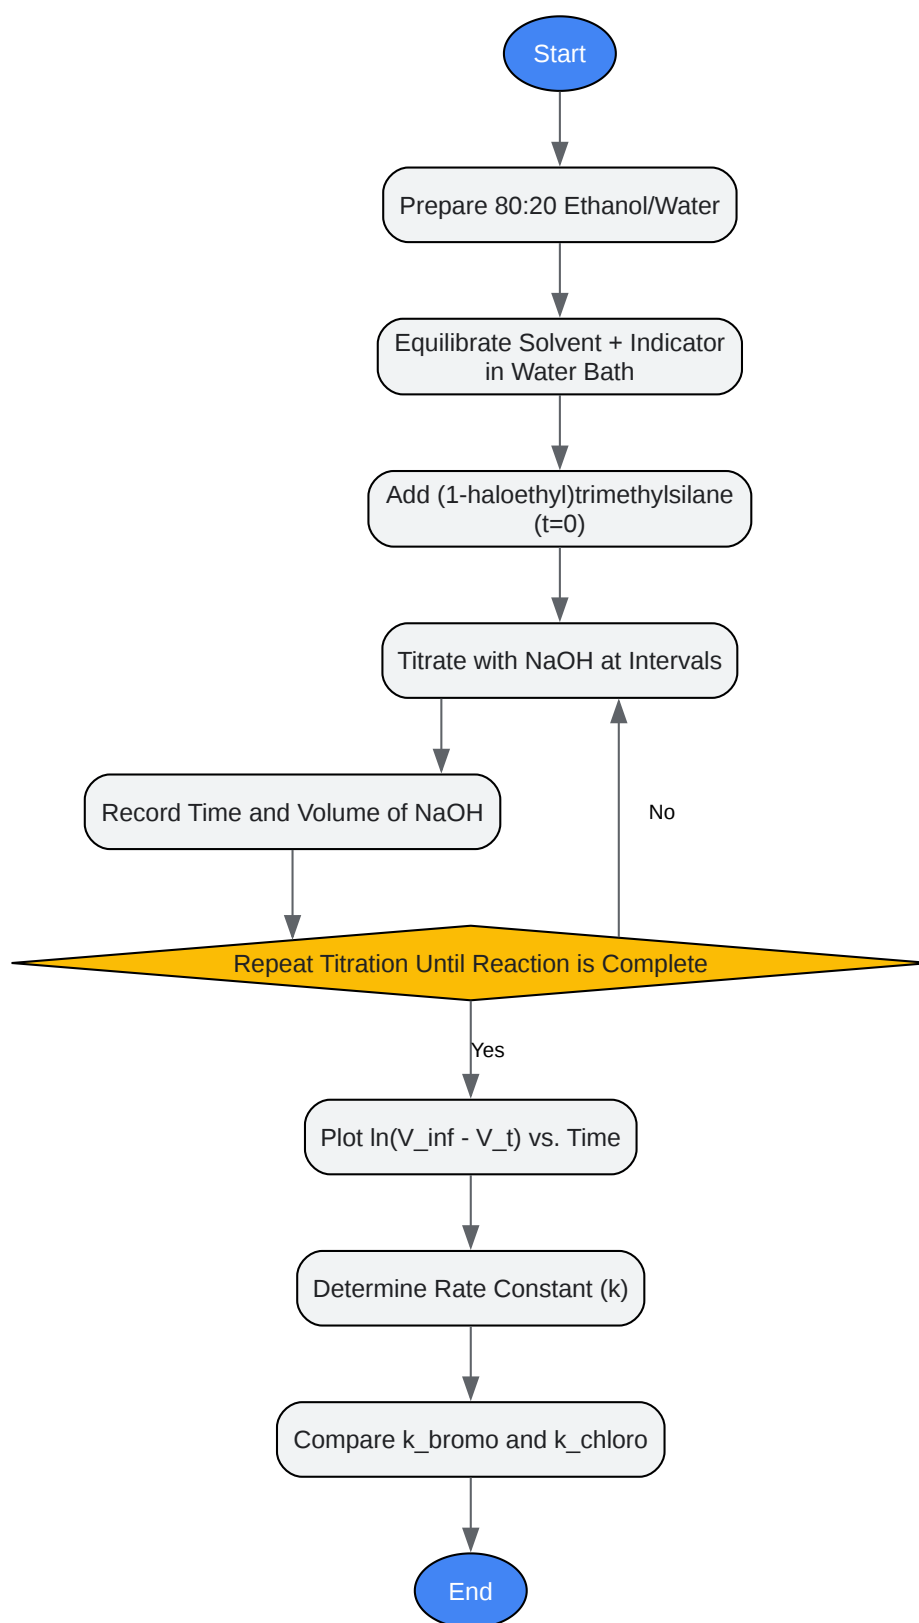 Start
Prepare 80:20 Ethanol/Water
Equilibrate Solvent + Indicator
in Water Bath
Add (1-haloethyl)trimethylsilane
(t=0)
Titrate with NaOH at Intervals
Record Time and Volume of NaOH
No
Repeat Titration Until Reaction is Complete
Yes
Plot ln(V_inf - V_t) vs. Time
Determine Rate Constant (k)
Compare k_bromo and k_chloro
End